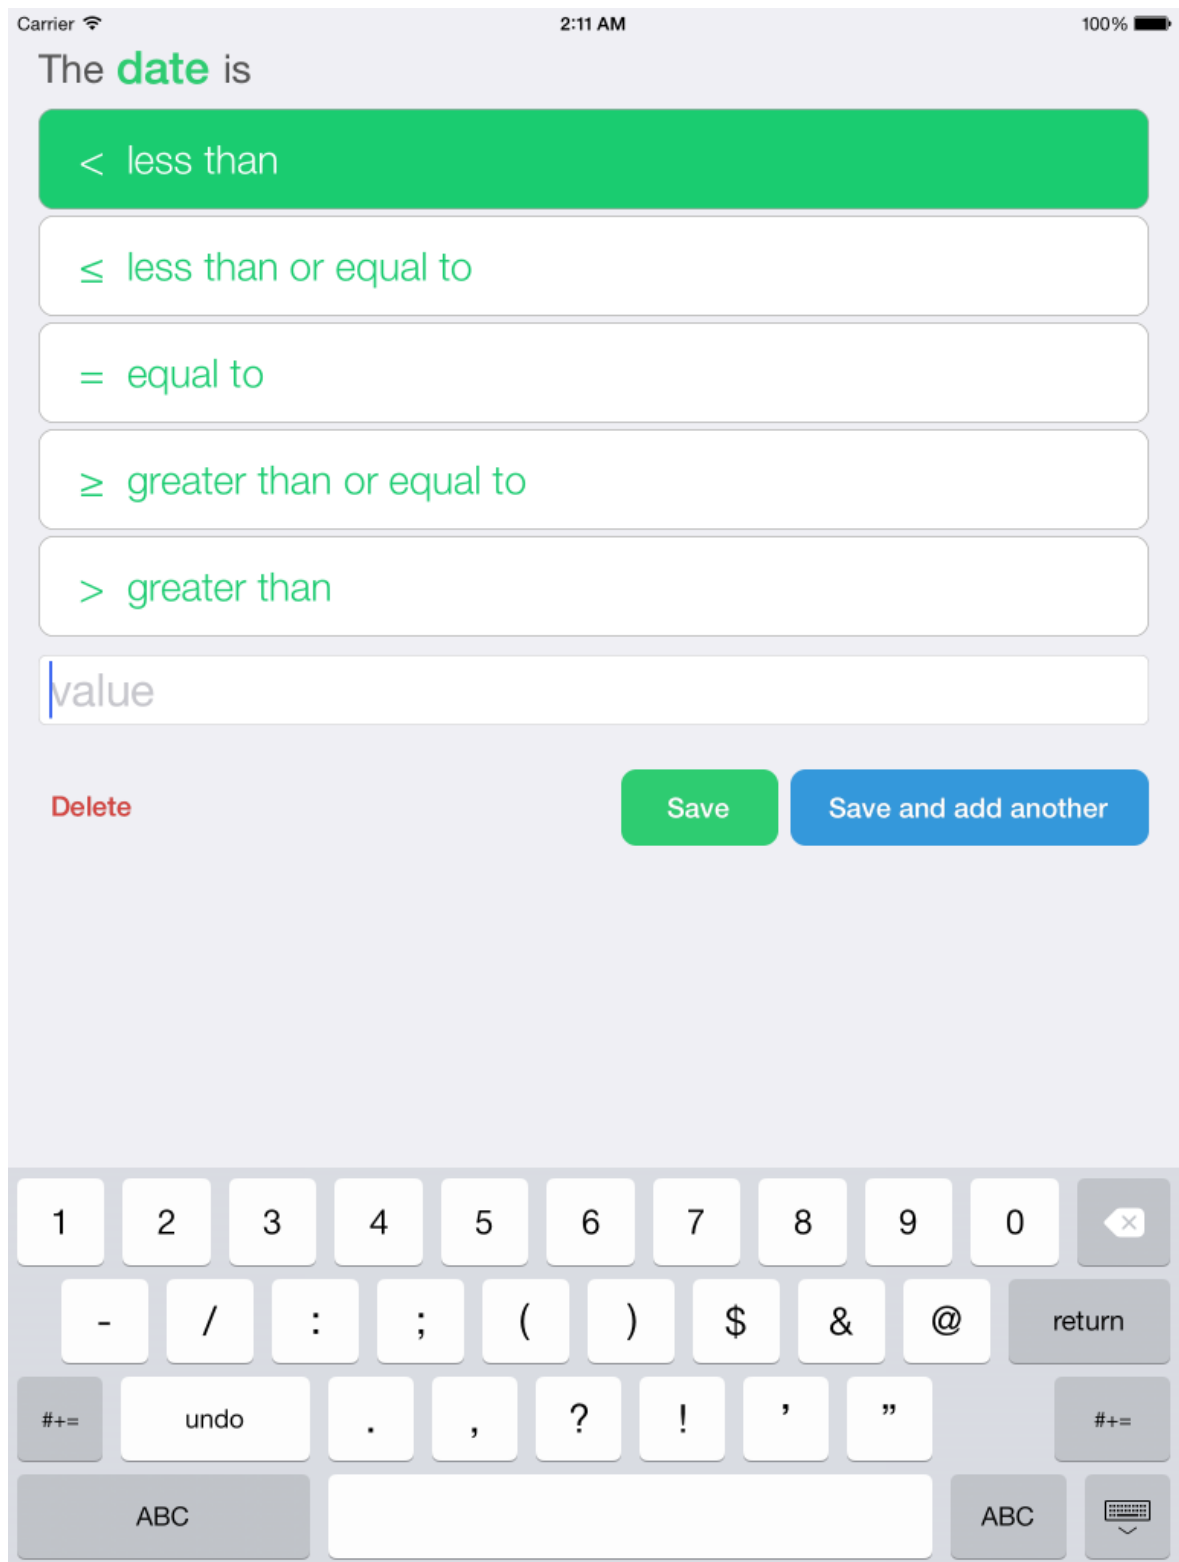 Carrier 2:11 AM 100%
The date is
< less than
≤ less than or equal to
= equal to
≥ greater than or equal to
> greater than
value
Delete Save Save and add another
1 2 3 4 5 6 7 8 9 0
- / : ; ( ) $ & @ return
#+= undo . , ? ! ’ ” #+=
ABC ABC